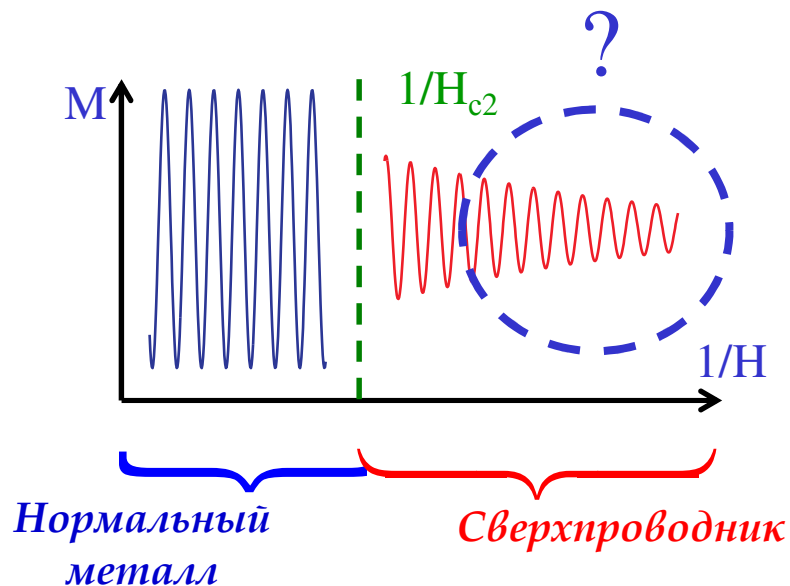 ?
M
1/Hc2
1/H
Нормальный
металл
Сверхпроводник